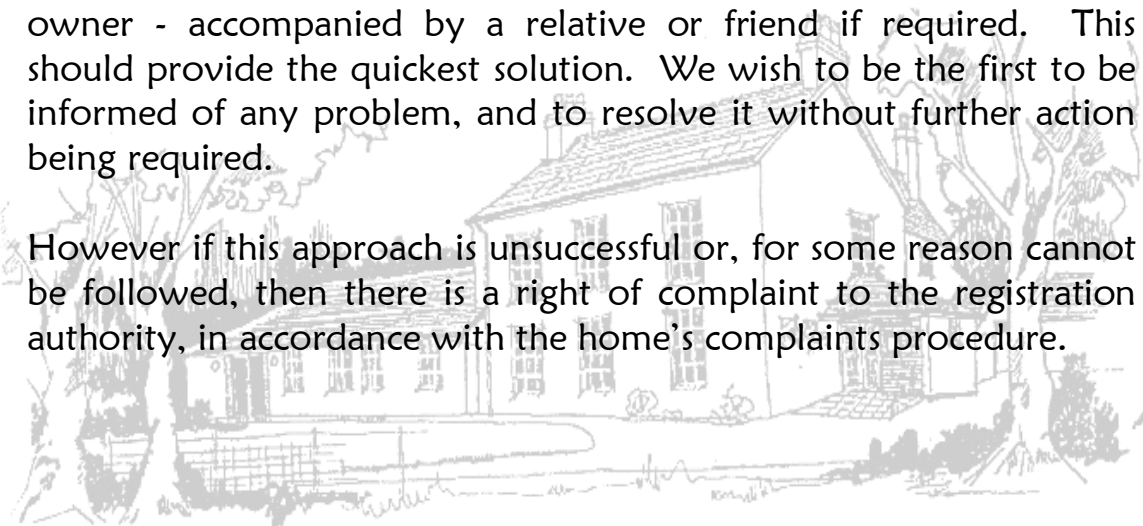 owner - accompanied by a relative or friend if required. This
should provide the quickest solution. We wish to be the first to be
informed of any problem, and to resolve it without further action
being required.
However if this approach is unsuccessful or, for some reason cannot
be followed, then there is a right of complaint to the registration
authority, in accordance with the home’s complaints procedure.